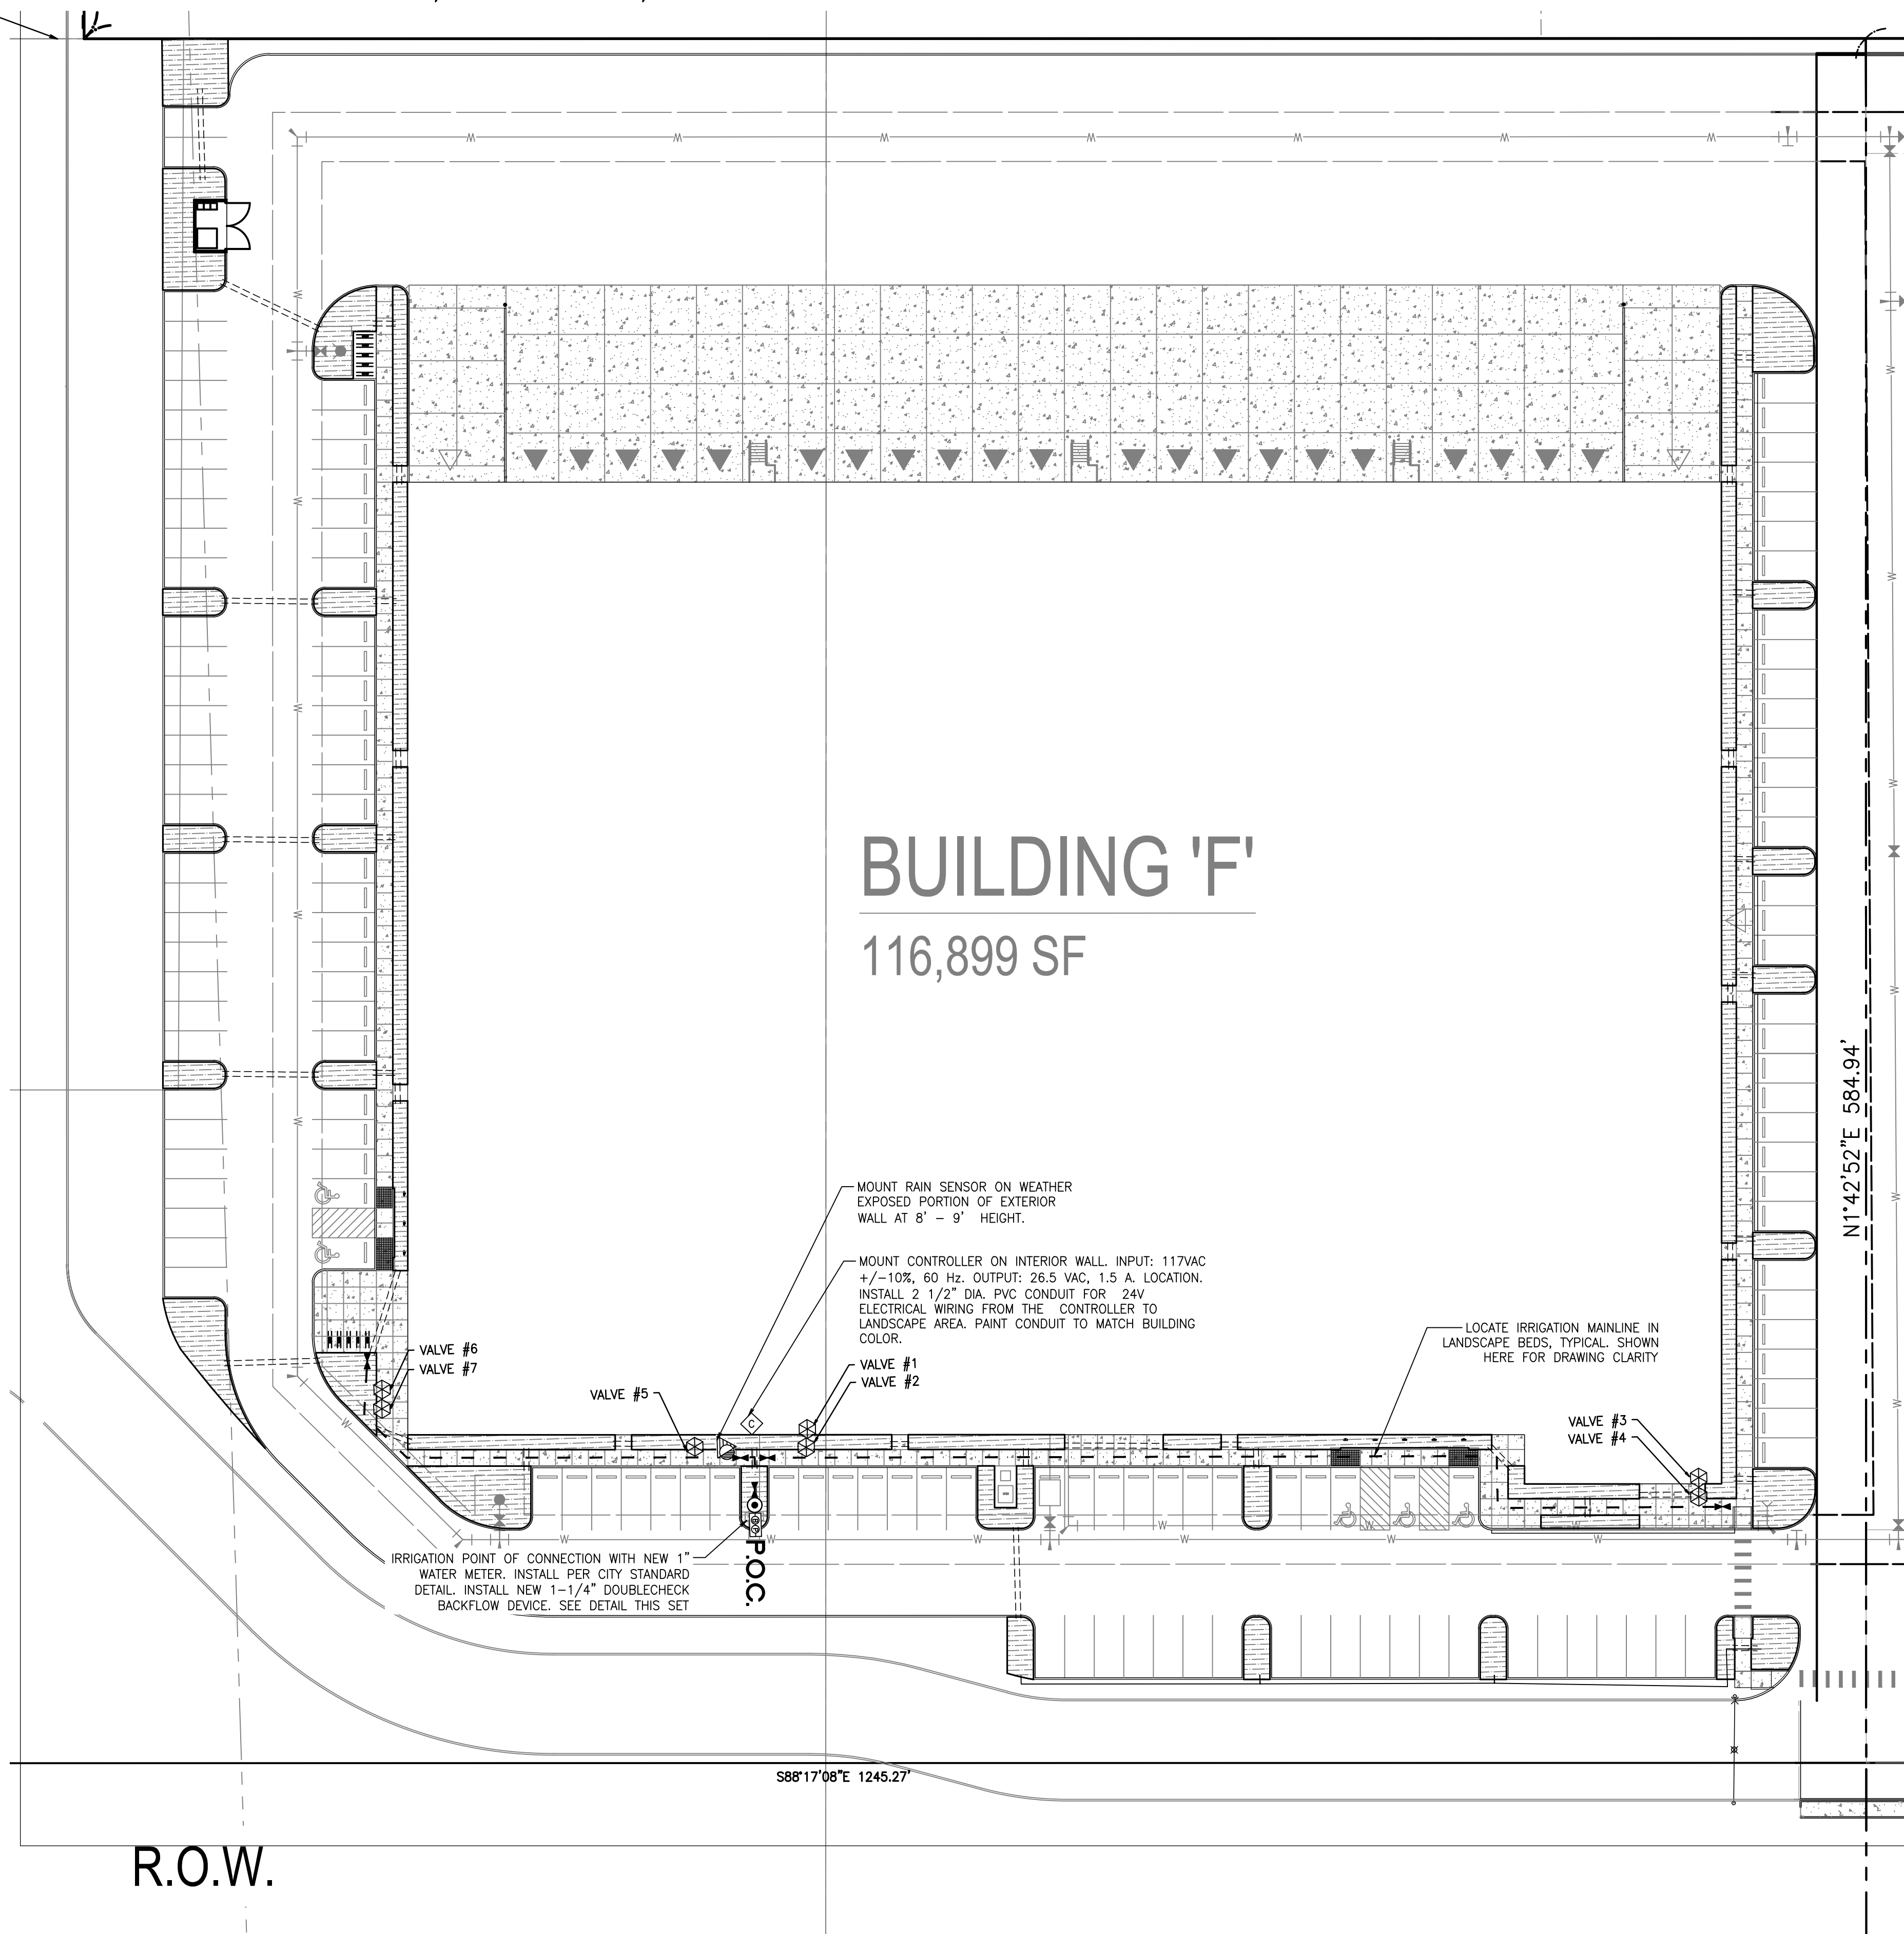 BUILDING 'F'
116,899 SF
N1°42'52"E 584.94'
MOUNT RAIN SENSOR ON WEATHER
EXPOSED PORTION OF EXTERIOR
WALL AT 8' - 9' HEIGHT.
MOUNT CONTROLLER ON INTERIOR WALL. INPUT: 117VAC
+/-10%, 60 Hz. OUTPUT: 26.5 VAC, 1.5 A. LOCATION.
INSTALL 2 1/2" DIA. PVC CONDUIT FOR 24V
ELECTRICAL WIRING FROM THE CONTROLLER TO
LANDSCAPE AREA. PAINT CONDUIT TO MATCH BUILDING
COLOR.
LOCATE IRRIGATION MAINLINE IN
LANDSCAPE BEDS, TYPICAL. SHOWN
HERE FOR DRAWING CLARITY
VALVE #6
VALVE #7
VALVE #5
VALVE #1
VALVE #2
VALVE #3
VALVE #4
C
IRRIGATION POINT OF CONNECTION WITH NEW 1"
WATER METER. INSTALL PER CITY STANDARD
DETAIL. INSTALL NEW 1-1/4" DOUBLECHECK
BACKFLOW DEVICE. SEE DETAIL THIS SET
P.O.C.
S88°17'08"E 1245.27'
R.O.W.